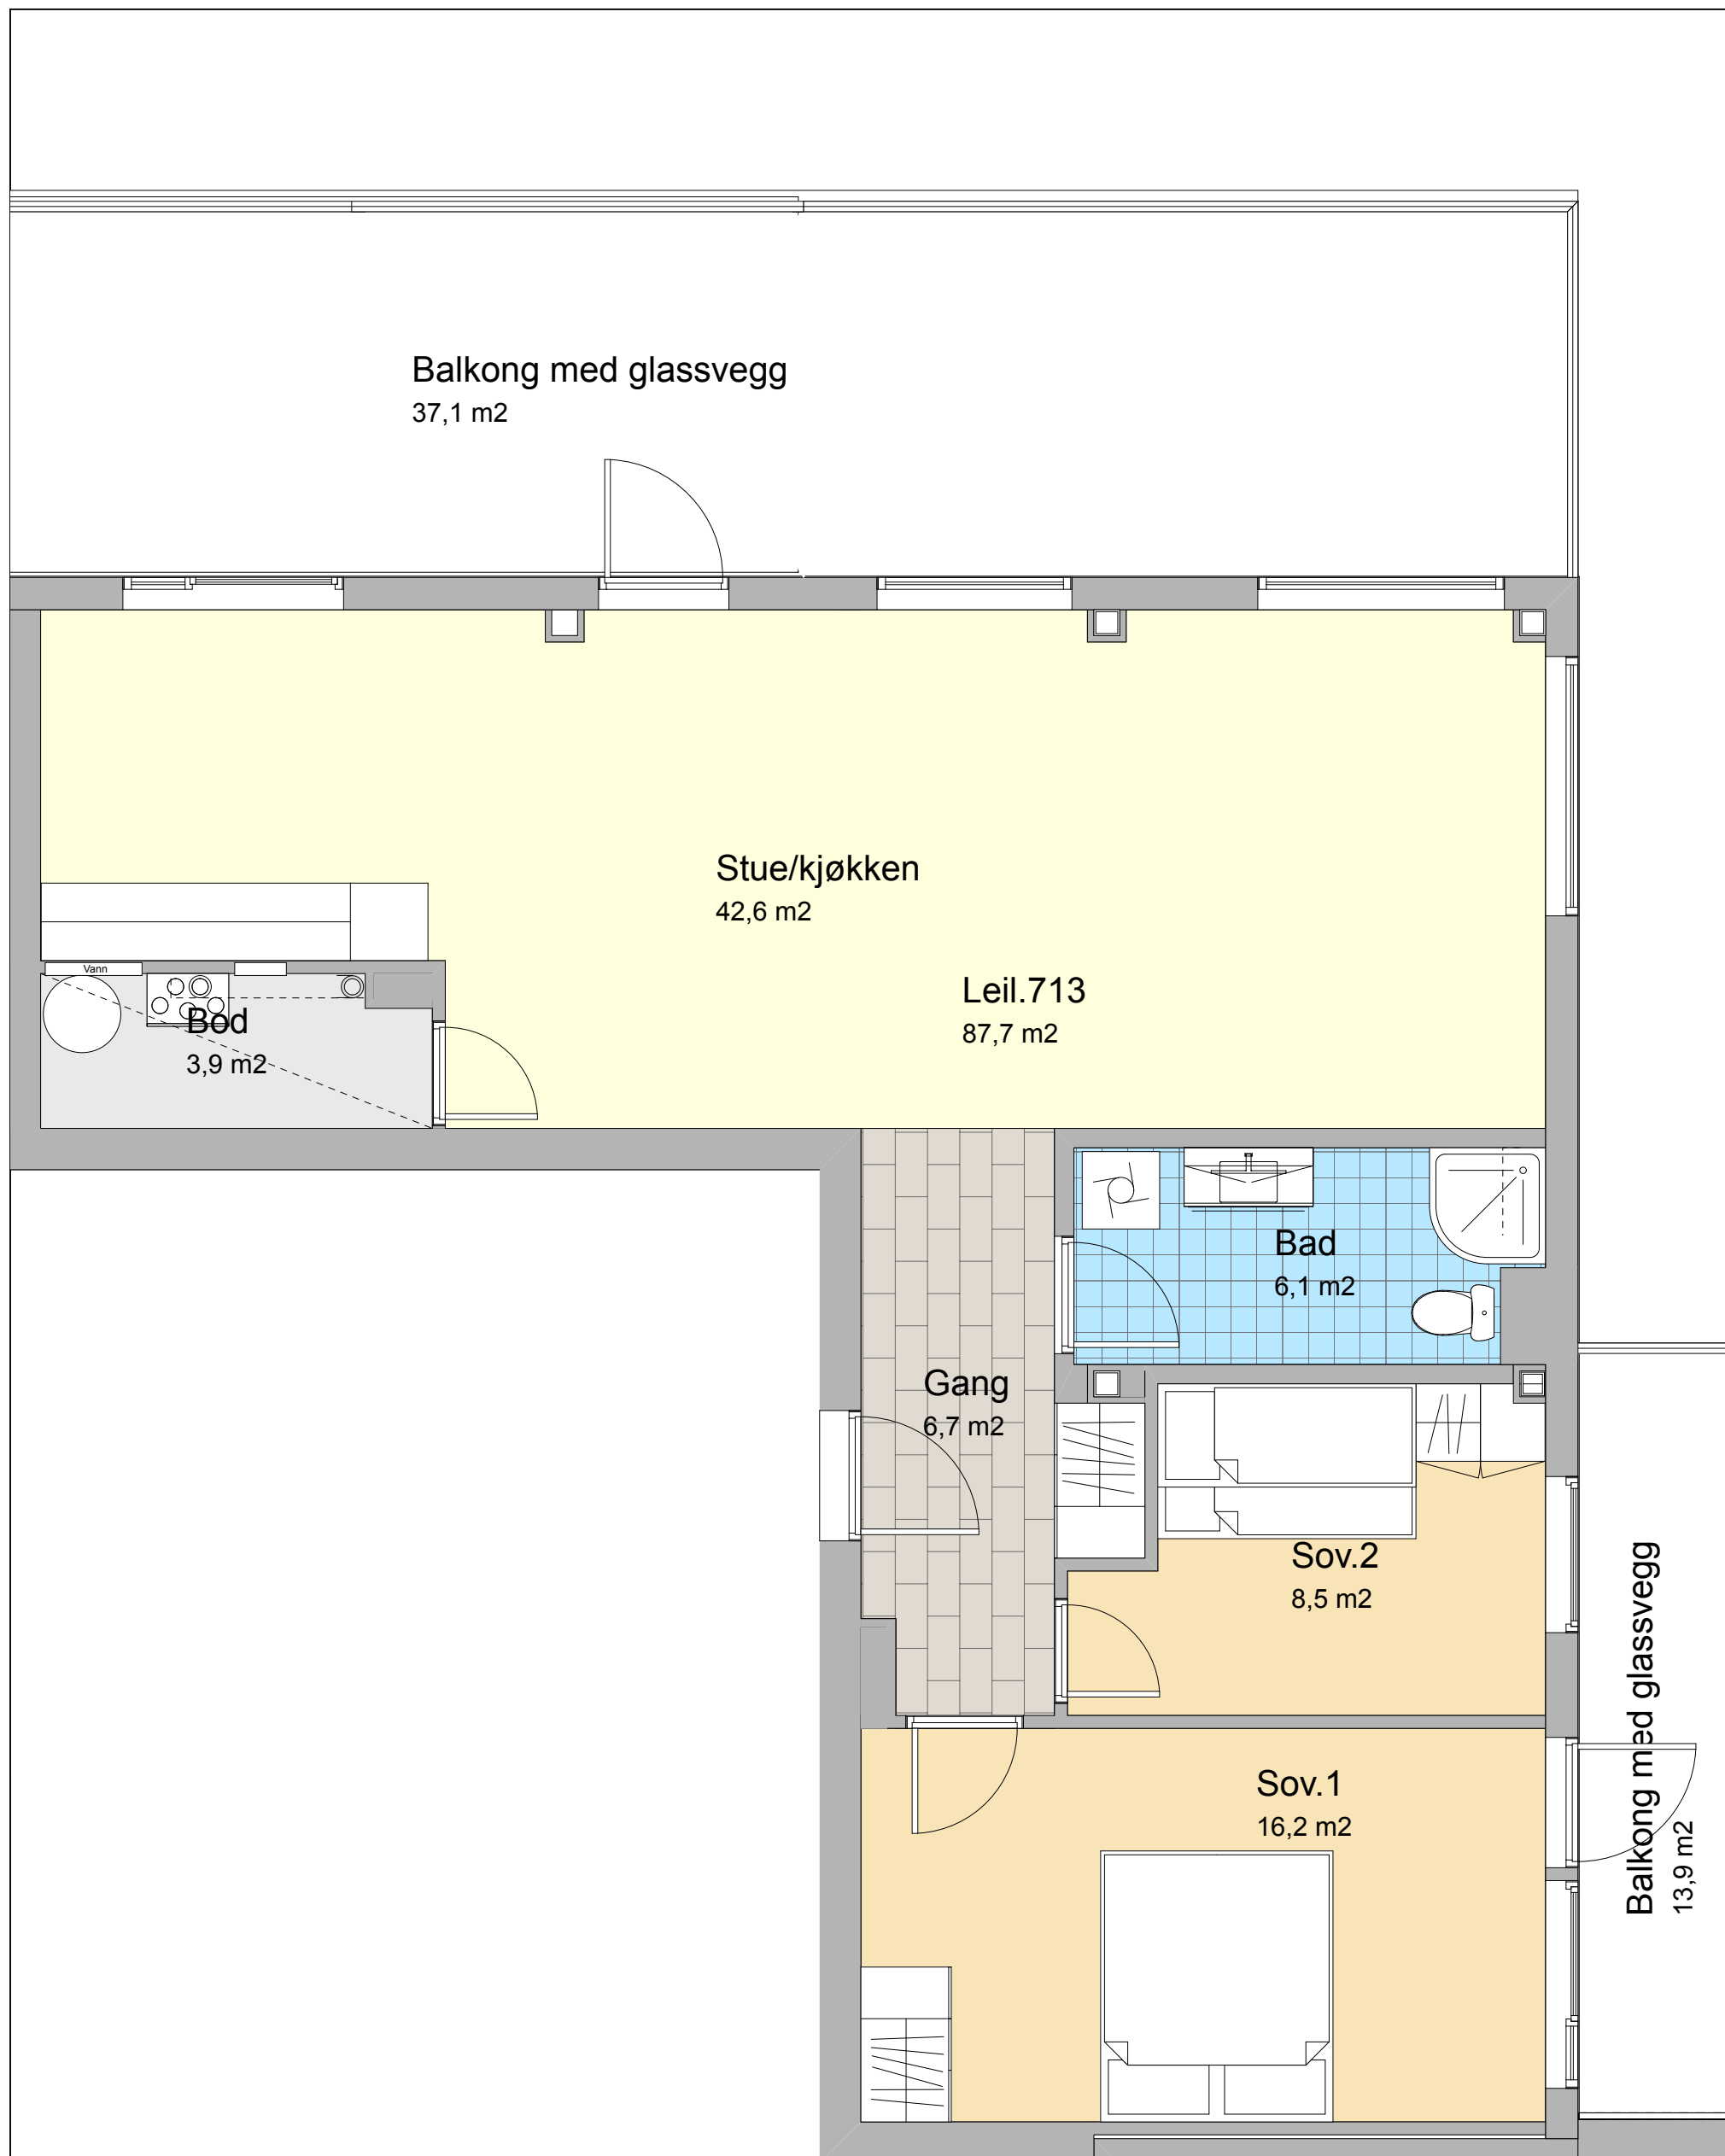 Balkong med glassvegg
37,1 m2
Stue/kjøkken
42,6 m2
Leil.713
87,7 m2
Vann
Bod
3,9 m2
Bad
6,1 m2
Gang
6,7 m2
Sov.2
8,5 m2
Sov.1
16,2 m2
Balkong med glassvegg
13,9 m2